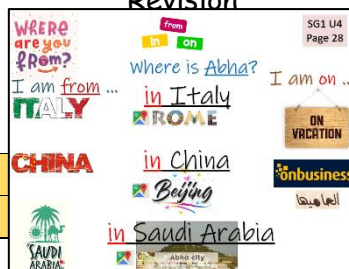 Revision
WHERE
are you
FROM?
from
in on
SG1 U4
Page 28
where is Abha?
I am from ...
ITALY
in Italy
ROME
I am on ..
ON
VACATION
CHINA
in China
Beijing
onbusiness
in Saudi Arabia
SAUDI
ARABIA
Abha city